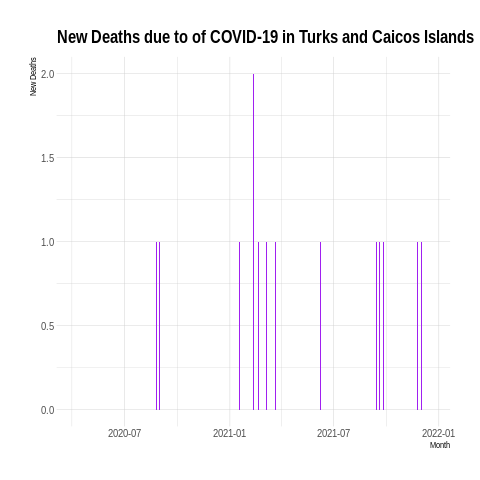 New Deaths due to of COVID-19 in Turks and Caicos Islands
New Deaths
2.0
1.5
1.0
0.5
0.0
2020-07 2021-01 2021-07 2022-01
Month